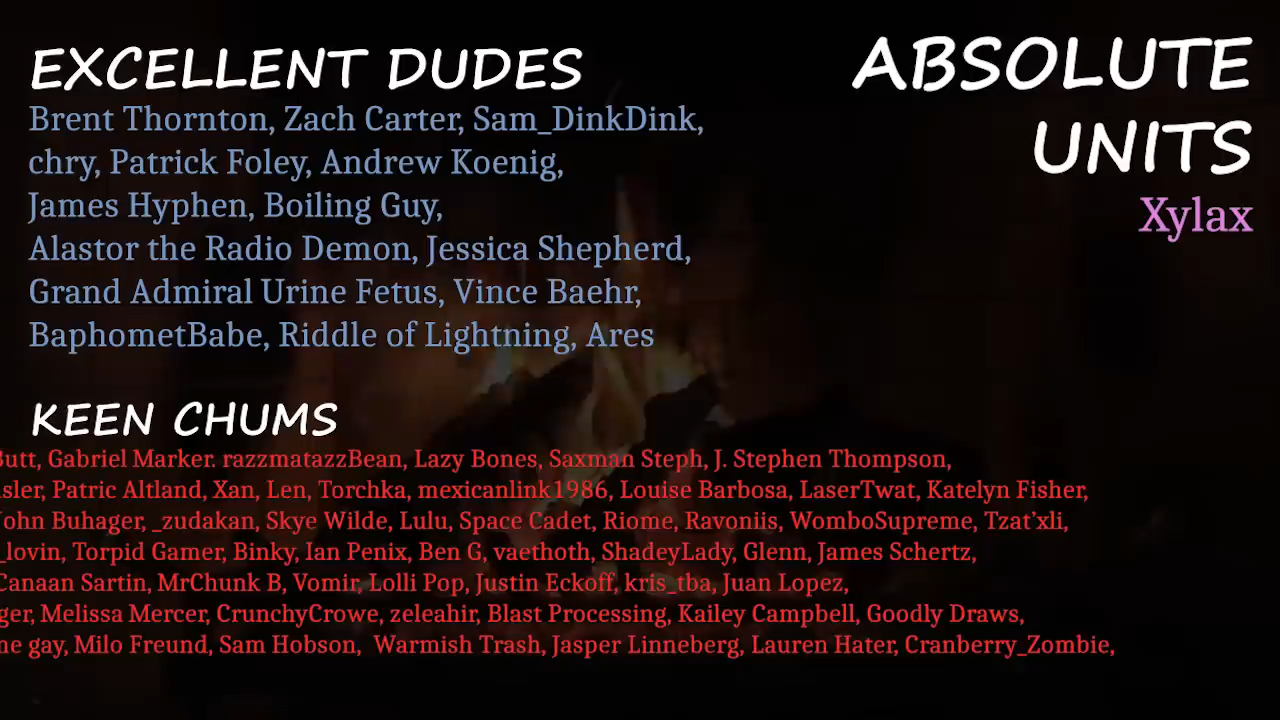 EXCELLENT DUDES
Brent Thornton, Zach Carter, Sam_DinkDink,
chry, Patrick Foley, Andrew Koenig,
James Hyphen, Boiling Guy,
Alastor the Radio Demon, Jessica Shepherd,
Grand Admiral Urine Fetus, Vince Baehr,
BaphometBabe, Riddle of Lightning, Ares
ABSOLUTE
UNITS
Xylax
KEEN CHUMS
Butt, Gabriel Marker. razzmatazzBean, Lazy Bones, Saxman Steph, J. Stephen Thompson,
sler, Patric Altland, Xan, Len, Torchka, mexicanlink1986, Louise Barbosa, LaserTwat, Katelyn Fisher,
John Buhager, _zudakan, Skye Wilde, Lulu, Space Cadet, Riome, Ravoniis, WomboSupreme, Tzat’xli,
_lovin, Torpid Gamer, Binky, Ian Penix, Ben G, vaethoth, ShadeyLady, Glenn, James Schertz,
Canaan Sartin, MrChunk B, Vomir, Lolli Pop, Justin Eckoff, kris_tba, Juan Lopez,
ger, Melissa Mercer, CrunchyCrowe, zeleahir, Blast Processing, Kailey Campbell, Goodly Draws,
ne gay, Milo Freund, Sam Hobson, Warmish Trash, Jasper Linneberg, Lauren Hater, Cranberry_Zombie,